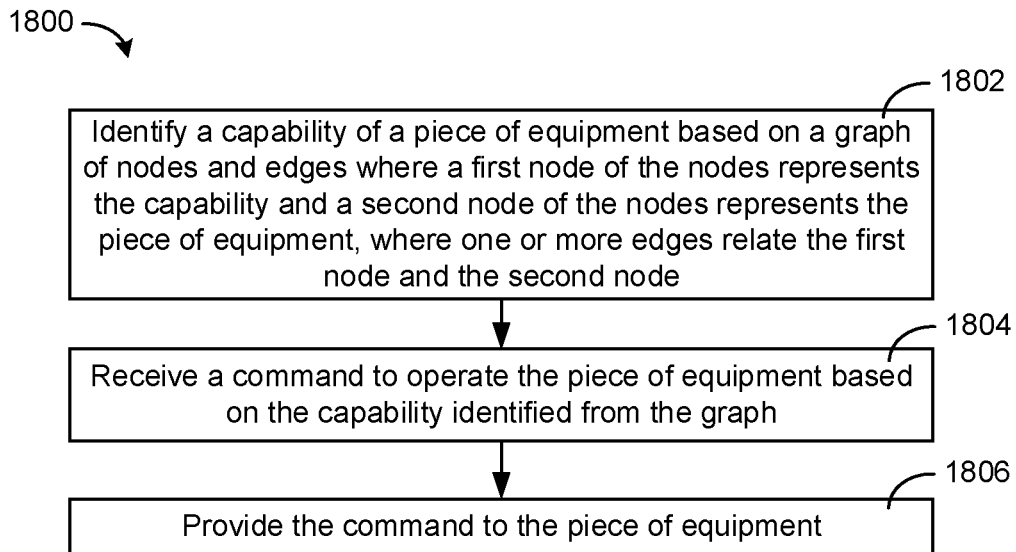 1800
1802
Identify a capability of a piece of equipment based on a graph
of nodes and edges where a first node of the nodes represents
the capability and a second node of the nodes represents the
piece of equipment, where one or more edges relate the first
node and the second node
1804
Receive a command to operate the piece of equipment based
on the capability identified from the graph
1806
Provide the command to the piece of equipment